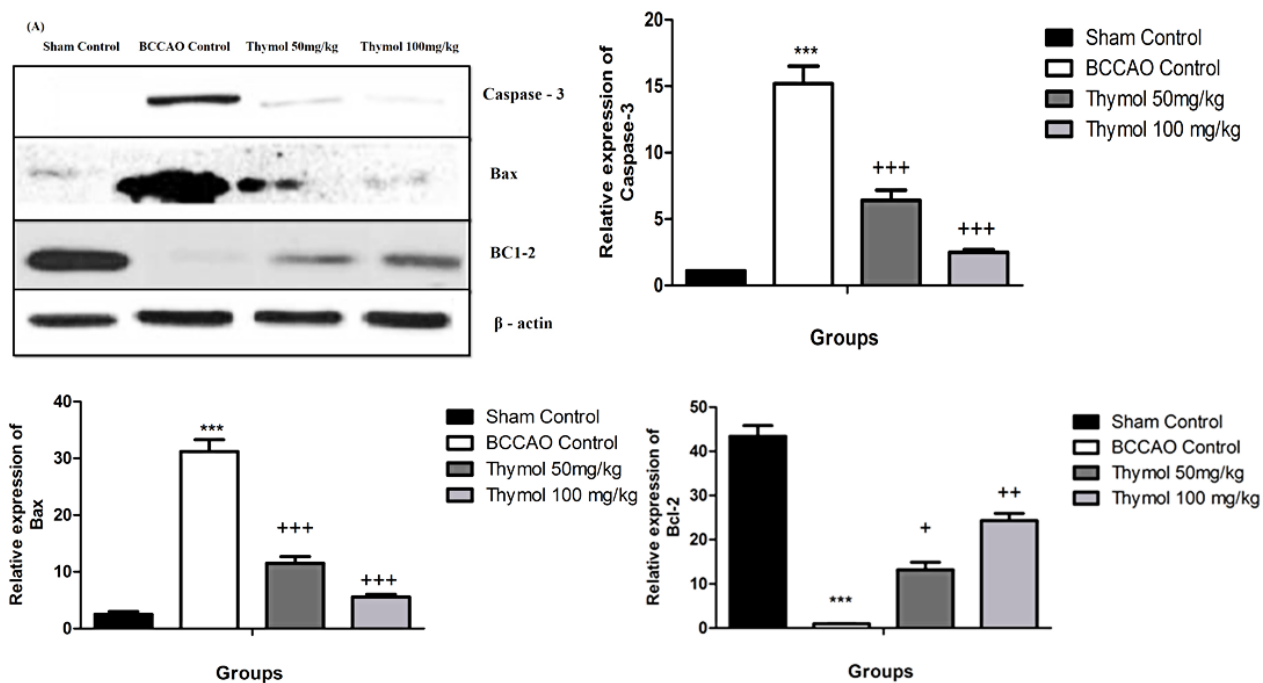 (A)
Sham Control BCCAO Control Thymol 50mg/kg Thymol 100mg/kg
Caspase - 3
Bax
BC1-2
β - actin
Relative expression of
Caspase-3
20
15
10
5
0
***
+++
+++
Groups
Sham Control
BCCAO Control
Thymol 50mg/kg
Thymol 100 mg/kg
Relative expression of
Bax
40
30
20
10
0
***
+++
+++
Groups
Sham Control
BCCAO Control
Thymol 50mg/kg
Thymol 100 mg/kg
Relative expression of
Bcl-2
50
40
30
20
10
0
***
+
++
Groups
Sham Control
BCCAO Control
Thymol 50mg/kg
Thymol 100 mg/kg